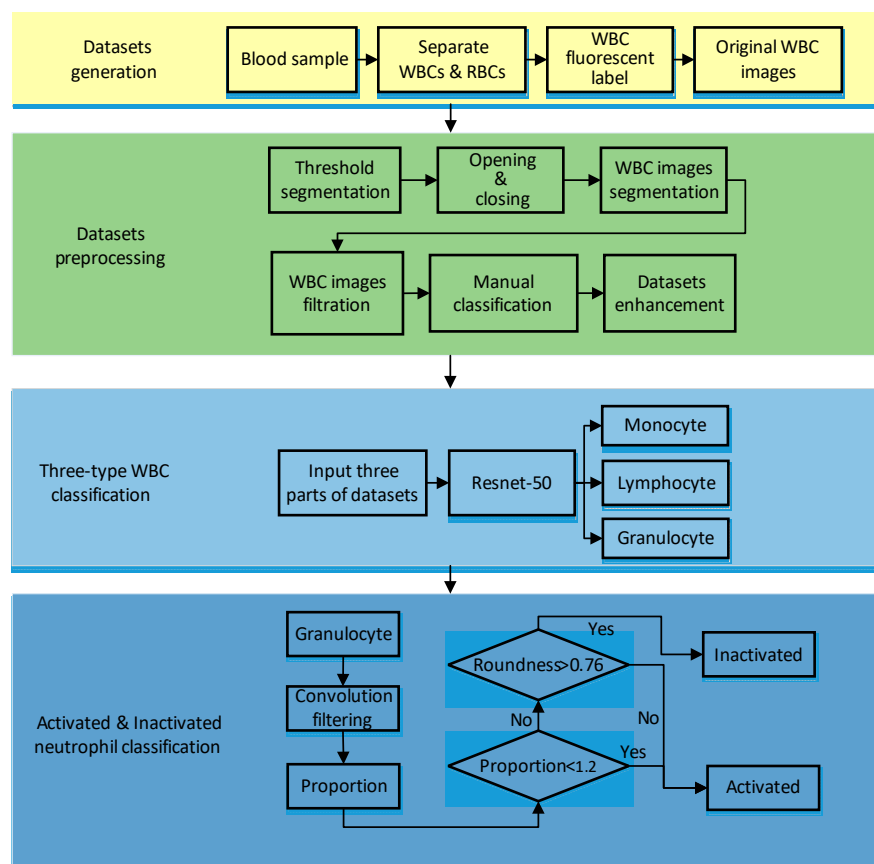 Datasets
generation
Blood sample
Separate
WBCs & RBCs
WBC
fluorescent
label
Original WBC
images
Datasets
preprocessing
Threshold
segmentation
Opening
&
closing
WBC images
segmentation
WBC images
filtration
Manual
classification
Datasets
enhancement
Three-type WBC
classification
Input three
parts of datasets
Resnet-50
Monocyte
Lymphocyte
Granulocyte
Activated & Inactivated
neutrophil classification
Granulocyte
Convolution
filtering
Proportion
Proportion<1.2
Yes
No
Roundness>0.76
Yes
No
Inactivated
Activated